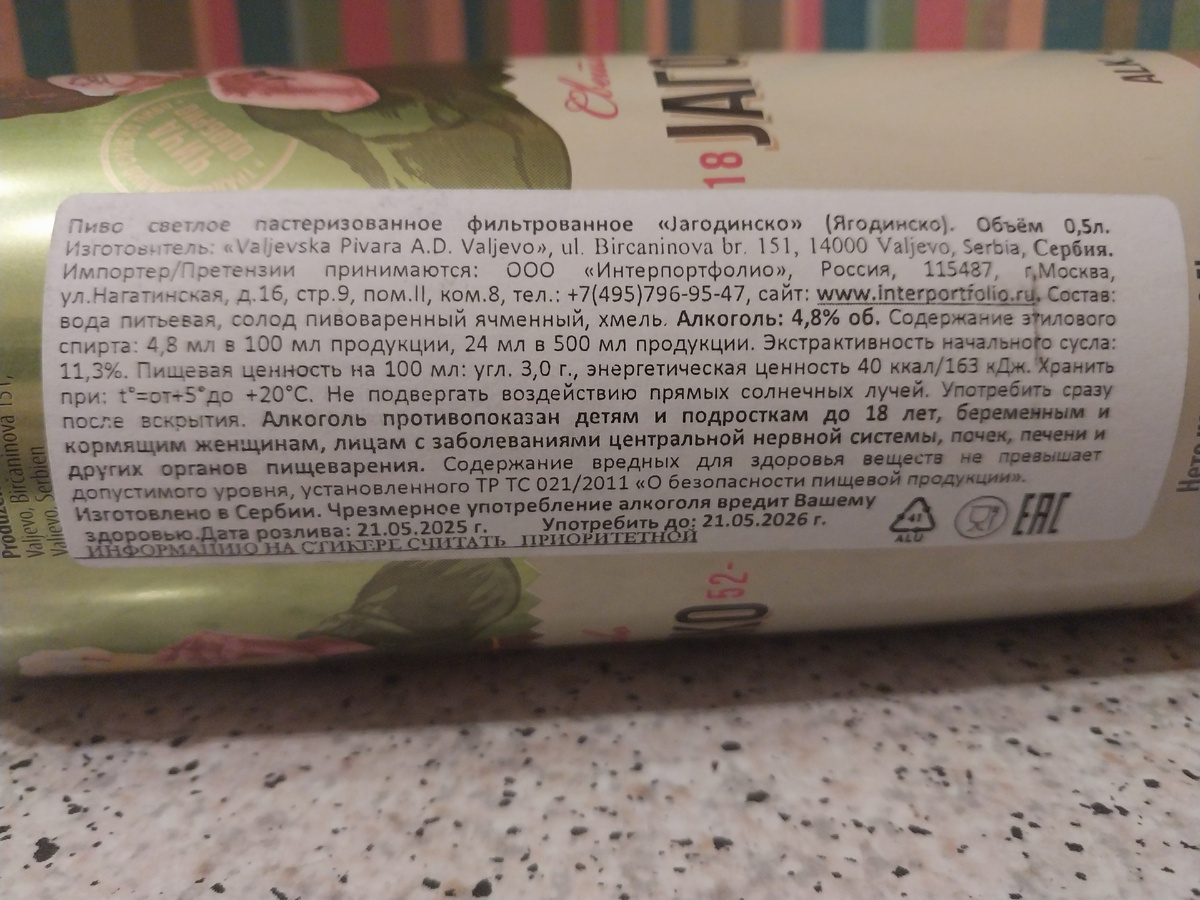 Пиво светлое пастеризованное фильтрованное «Jагодинско» (Ягодинско). Объём 0,5л.
Изготовитель: «Valjevska Pivara A.D. Valjevo», ul. Bircaninova br. 151, 14000 Valjevo, Serbia, Сербия.
Импортер/Претензии принимаются: ООО «Интерпортфолио», Россия, 115487, г.Москва,
ул.Нагатинская, д.16, стр.9, пом.II, ком.8, тел.: +7(495)796-95-47, сайт: www.interportfolio.ru. Состав:
вода питьевая, солод пивоваренный ячменный, хмель. Алкоголь: 4,8% об. Содержание этилового
спирта: 4,8 мл в 100 мл продукции, 24 мл в 500 мл продукции. Экстрактивность начального сусла:
11,3%. Пищевая ценность на 100 мл: угл. 3,0 г., энергетическая ценность 40 ккал/163 кДж. Хранить
при: t°=от+5°до +20°C. Не подвергать воздействию прямых солнечных лучей. Употребить сразу
после вскрытия. Алкоголь противопоказан детям и подросткам до 18 лет, беременным и
кормящим женщинам, лицам с заболеваниями центральной нервной системы, почек, печени и
других органов пищеварения. Содержание вредных для здоровья веществ не превышает
допустимого уровня, установленного ТР ТС 021/2011 «О безопасности пищевой продукции».
Изготовлено в Сербии. Чрезмерное употребление алкоголя вредит Вашему
здоровью.Дата розлива: 21.05.2025 г. Употребить до: 21.05.2026 г.
ИНФОРМАЦИЮ НА СТИКЕРЕ СЧИТАТЬ ПРИОРИТЕТНОЙ
41
ALU
EAC
18
JАГО
ALK
КО
52-
Valjevo, Birčaninova 151,
Valjevo, Serbien